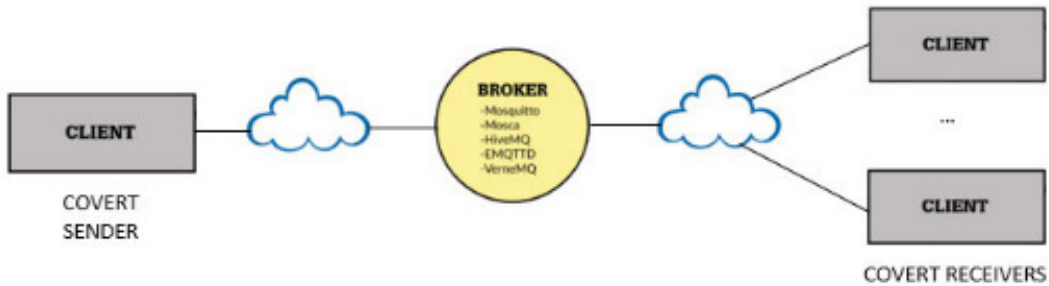 CLIENT
COVERT
SENDER
BROKER
-Mosquitto
-Mosca
-HiveMQ
-EMQTTD
-VerneMQ
CLIENT
...
CLIENT
COVERT RECEIVERS